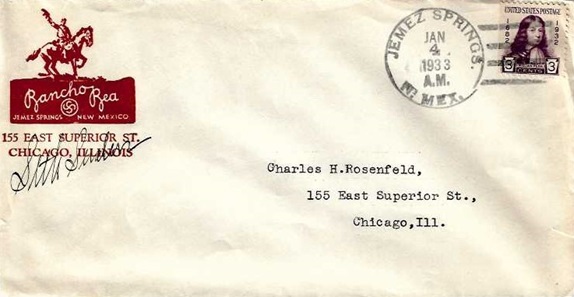 Rancho Rea
JEMEZ SPRINGS NEW MEXICO
155 EAST SUPERIOR ST.
CHICAGO, ILLINOIS
JEMEZ SPRINGS.
JAN
4
1933
A.M.
N. MEX.
UNITED STATES POSTAGE
1682 1932
3 CENTS 3
Charles H.Rosenfeld,
155 East Superior St.,
Chicago,Ill.